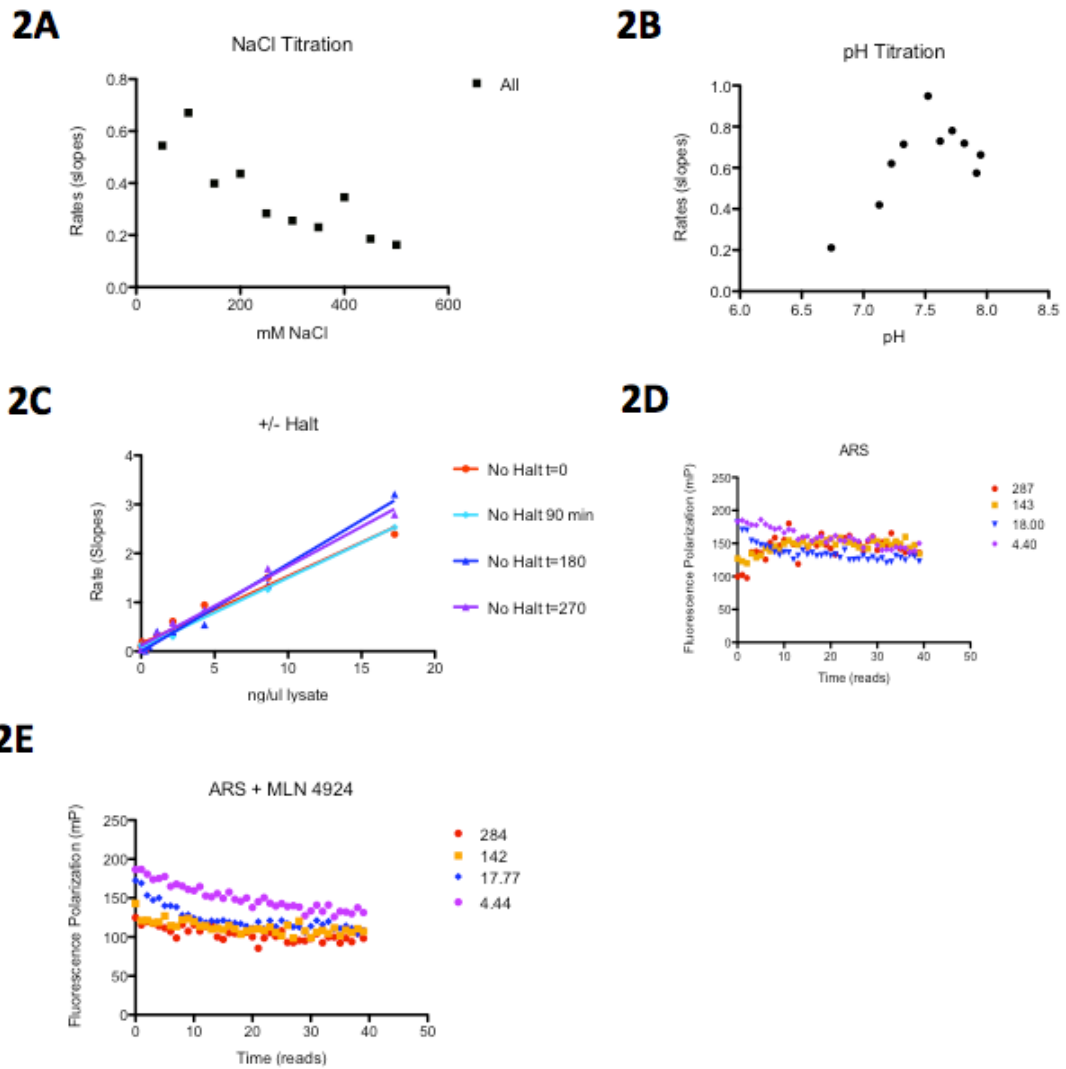 2A
NaCl Titration
Rates (slopes)
0.8
0.6
0.4
0.2
0.0
0 200 400 600
mM NaCl
All
2B
pH Titration
Rates (slopes)
1.0
0.8
0.6
0.4
0.2
0.0
6.0 6.5 7.0 7.5 8.0 8.5
pH
2C
+/- Halt
Rate (Slopes)
4
3
2
1
0
0 5 10 15 20
ng/ul lysate
No Halt t=0
No Halt 90 min
No Halt t=180
No Halt t=270
2D
ARS
Fluorescence Polarization (mP)
250
200
150
100
50
0
0 10 20 30 40 50
Time (reads)
287
143
18.00
4.40
2E
ARS + MLN 4924
Fluorescence Polarization (mP)
250
200
150
100
50
0
0 10 20 30 40 50
Time (reads)
284
142
17.77
4.44